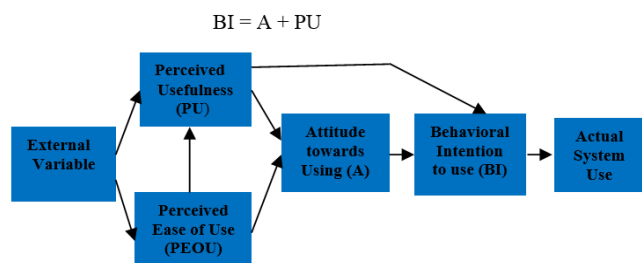 BI = A + PU
Perceived
Usefulness
(PU)
External
Variable
Attitude
towards
Using (A)
Behavioral
Intention
to use (BI)
Actual
System
Use
Perceived
Ease of Use
(PEOU)